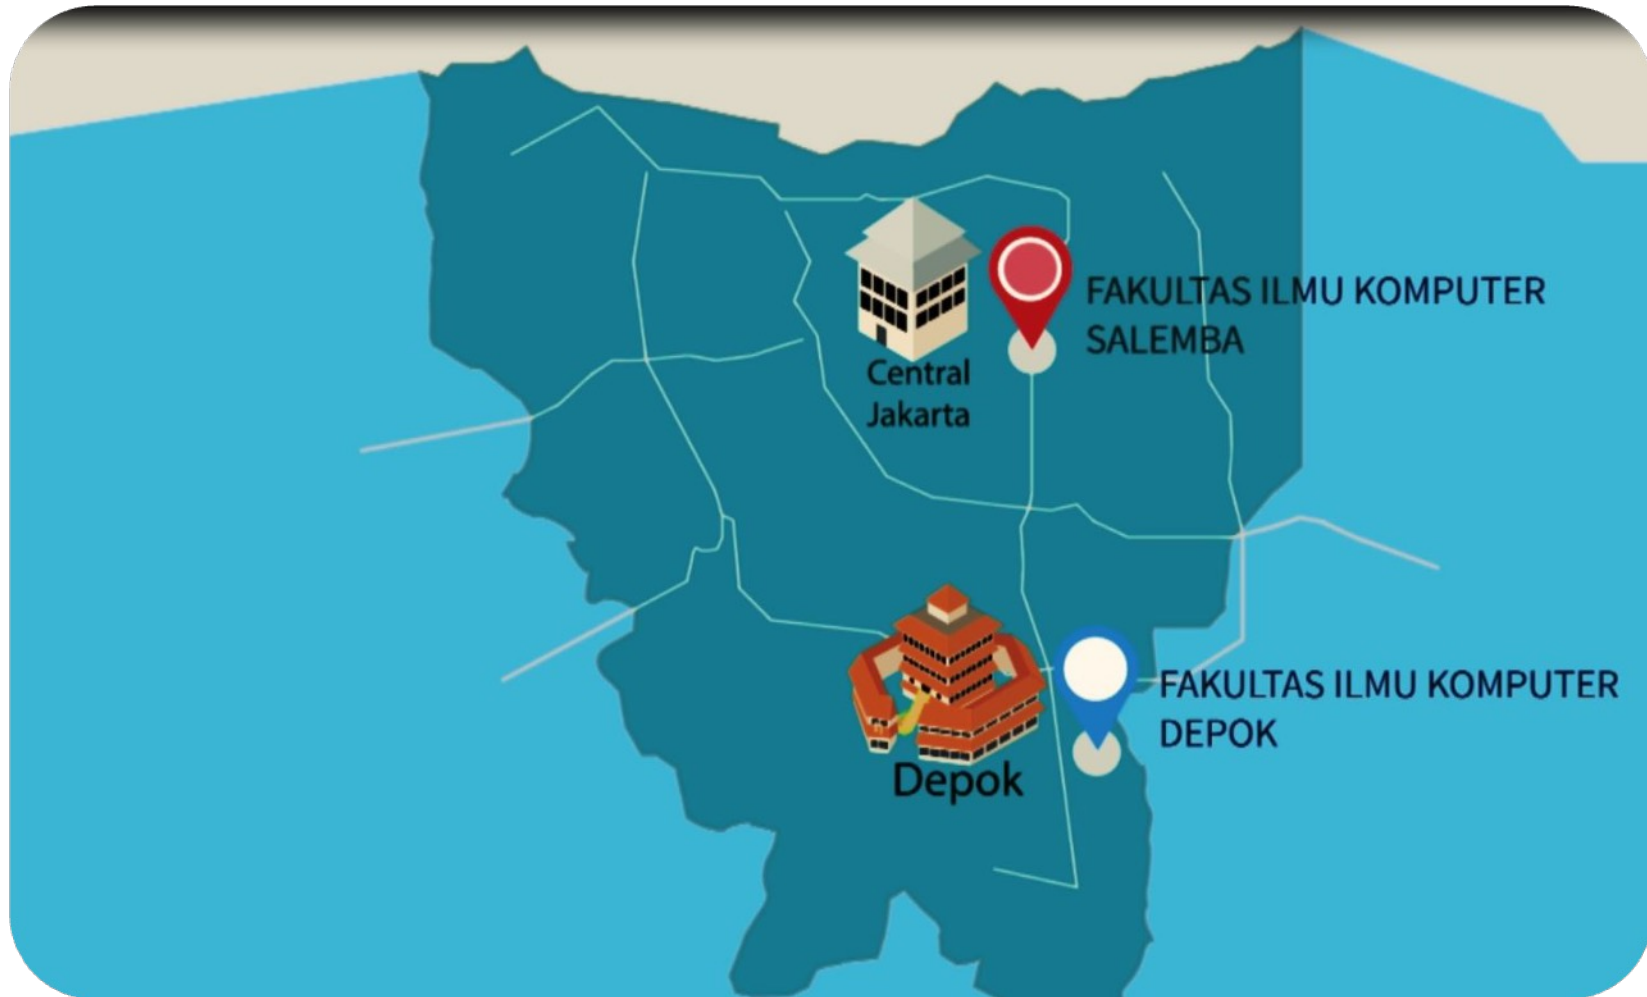 FAKULTAS ILMU KOMPUTER
SALEMBA
Central
Jakarta
FAKULTAS ILMU KOMPUTER
DEPOK
Depok